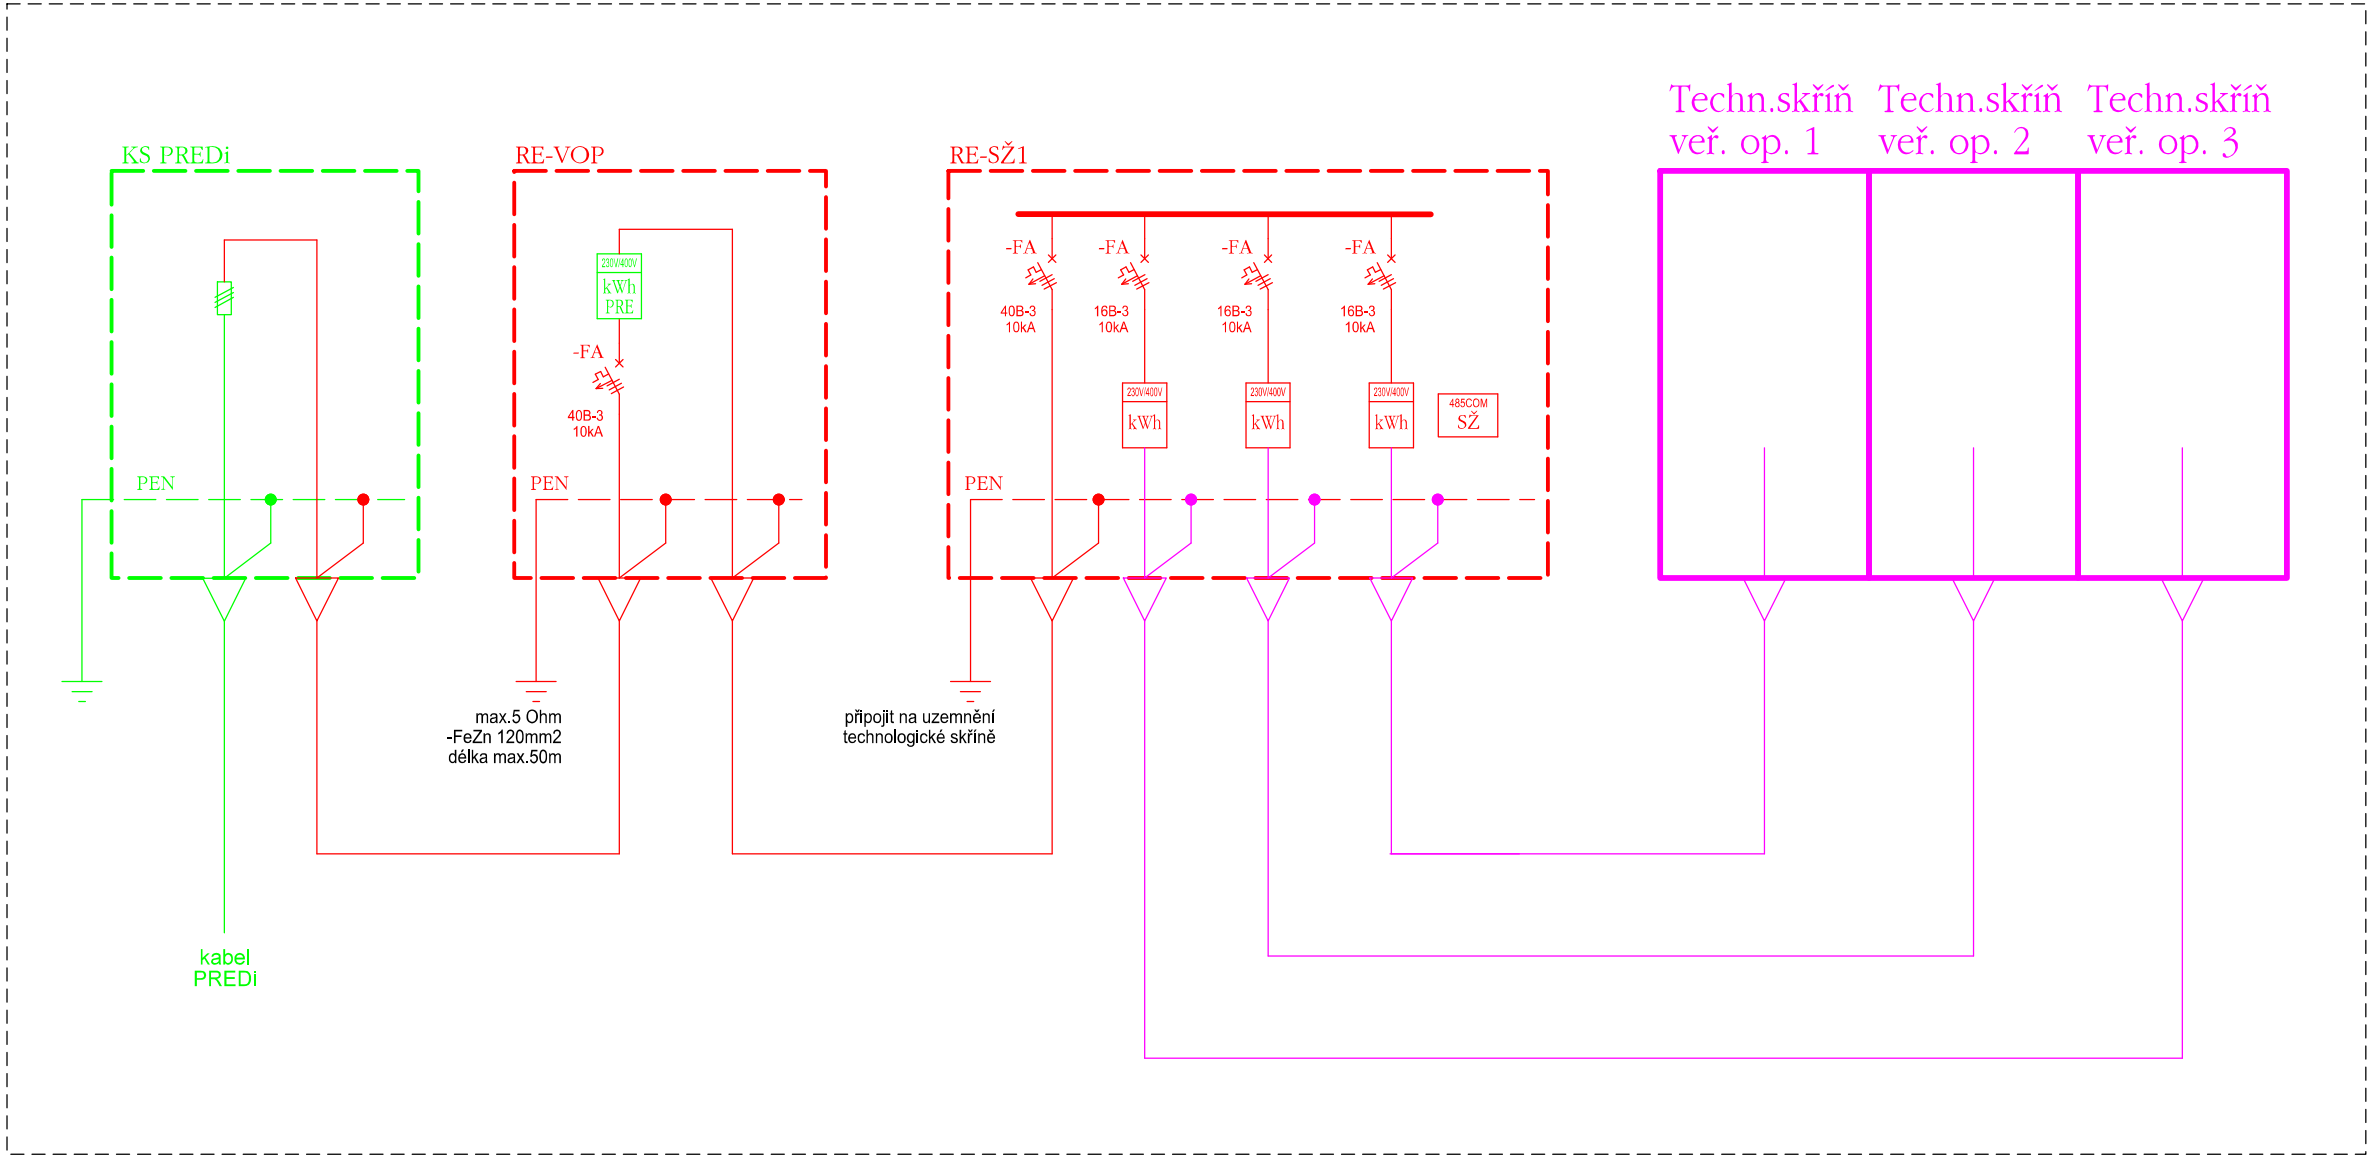 KS PREDi
PEN
kabel
PREDi
RE-VOP
230V/400V
kWh
PRE
-FA
40B-3
10kA
PEN
max.5 Ohm
-FeZn 120mm2
délka max.50m
RE-SŽ1
-FA
-FA
-FA
-FA
40B-3
10kA
16B-3
10kA
16B-3
10kA
16B-3
10kA
230V/400V
kWh
230V/400V
kWh
230V/400V
kWh
485COM
SŽ
PEN
připojit na uzemnění
technologické skříně
Techn.skříň
veř. op. 1
Techn.skříň
veř. op. 2
Techn.skříň
veř. op. 3